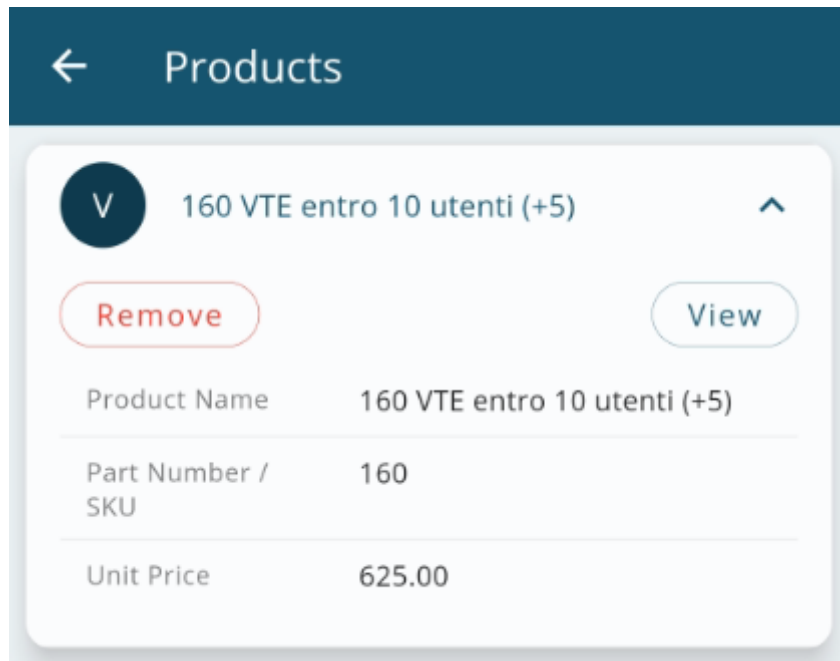 Products
V
160 VTE entro 10 utenti (+5)
Remove
View
Product Name
160 VTE entro 10 utenti (+5)
Part Number /
SKU
160
Unit Price
625.00